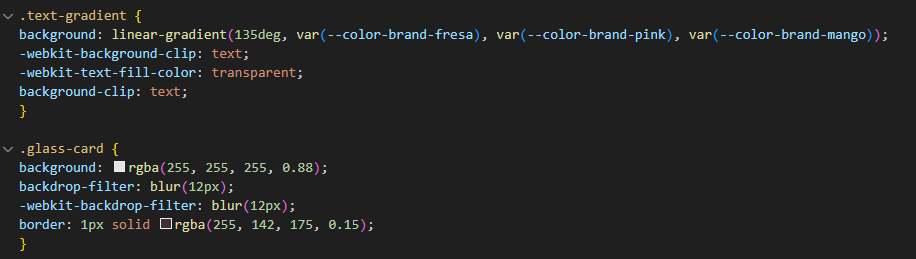 .text-gradient {
background: linear-gradient(135deg, var(--color-brand-fresa), var(--color-brand-pink), var(--color-brand-mango));
-webkit-background-clip: text;
-webkit-text-fill-color: transparent;
background-clip: text;
}
.glass-card {
background: rgba(255, 255, 255, 0.88);
backdrop-filter: blur(12px);
-webkit-backdrop-filter: blur(12px);
border: 1px solid rgba(255, 142, 175, 0.15);
}